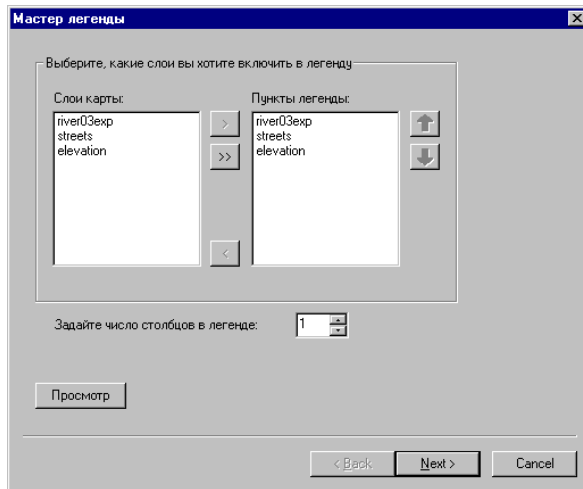 Мастер легенды
Выберите, какие слои вы хотите включить в легенду
Слои карты:
Пункты легенды:
river03exp
streets
elevation
>
>>
<
river03exp
streets
elevation
Задайте число столбцов в легенде:
1
Просмотр
< Back
Next >
Cancel